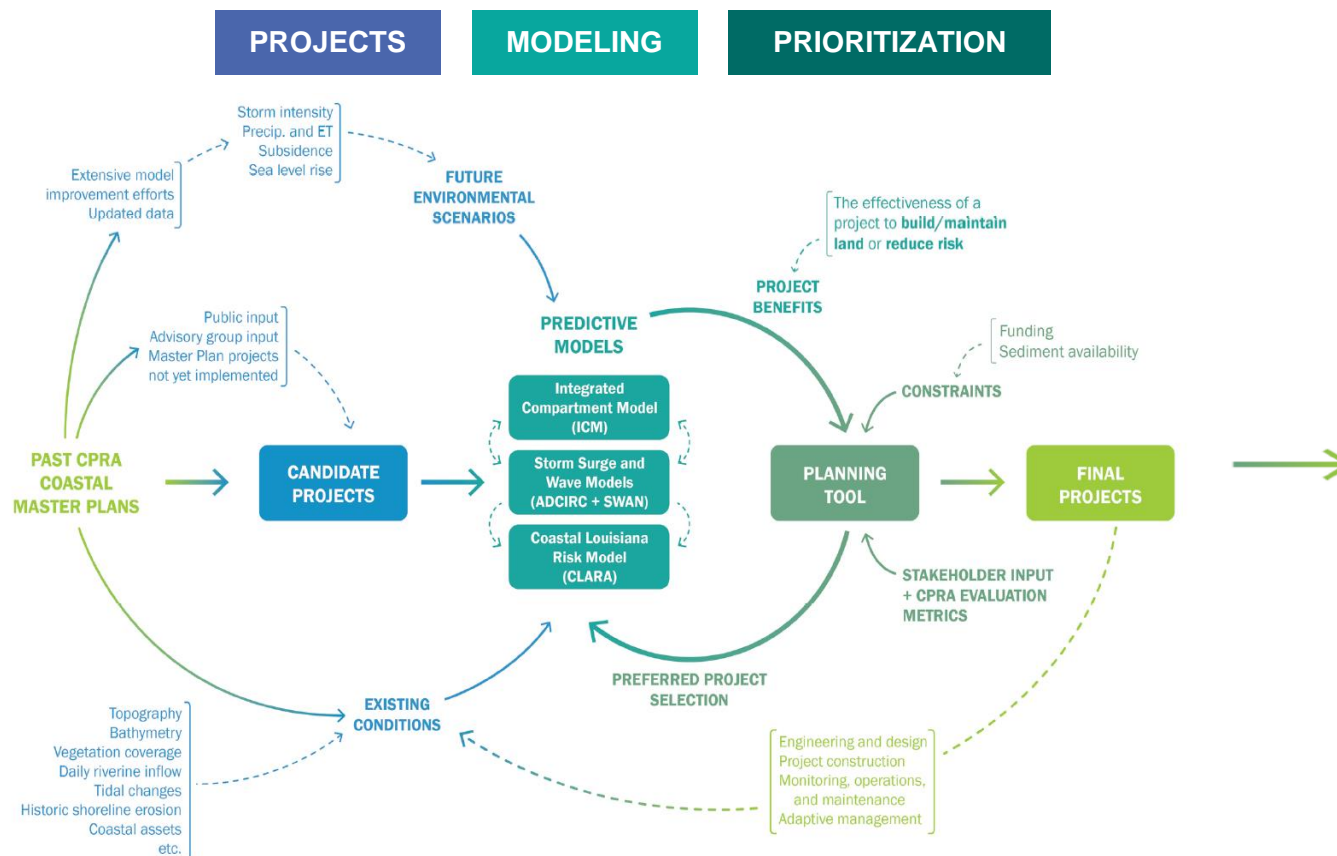 PROJECTS
MODELING
PRIORITIZATION
Storm intensity
Precip. and ET
Subsidence
Sea level rise
Extensive model
improvement efforts
Updated data
FUTURE
ENVIRONMENTAL
SCENARIOS
The effectiveness of a
project to build/maintain
land or reduce risk
PROJECT
BENEFITS
Public input
Advisory group input
Master Plan projects
not yet implemented
PREDICTIVE
MODELS
Funding
Sediment availability
CONSTRAINTS
Integrated
Compartment Model
(ICM)
PAST CPRA
COASTAL
MASTER PLANS
CANDIDATE
PROJECTS
Storm Surge and
Wave Models
(ADCIRC + SWAN)
PLANNING
TOOL
FINAL
PROJECTS
Coastal Louisiana
Risk Model
(CLARA)
STAKEHOLDER INPUT
+ CPRA EVALUATION
METRICS
PREFERRED PROJECT
SELECTION
EXISTING
CONDITIONS
Topography
Bathymetry
Vegetation coverage
Daily riverine inflow
Tidal changes
Historic shoreline erosion
Coastal assets
etc.
Engineering and design
Project construction
Monitoring, operations,
and maintenance
Adaptive management